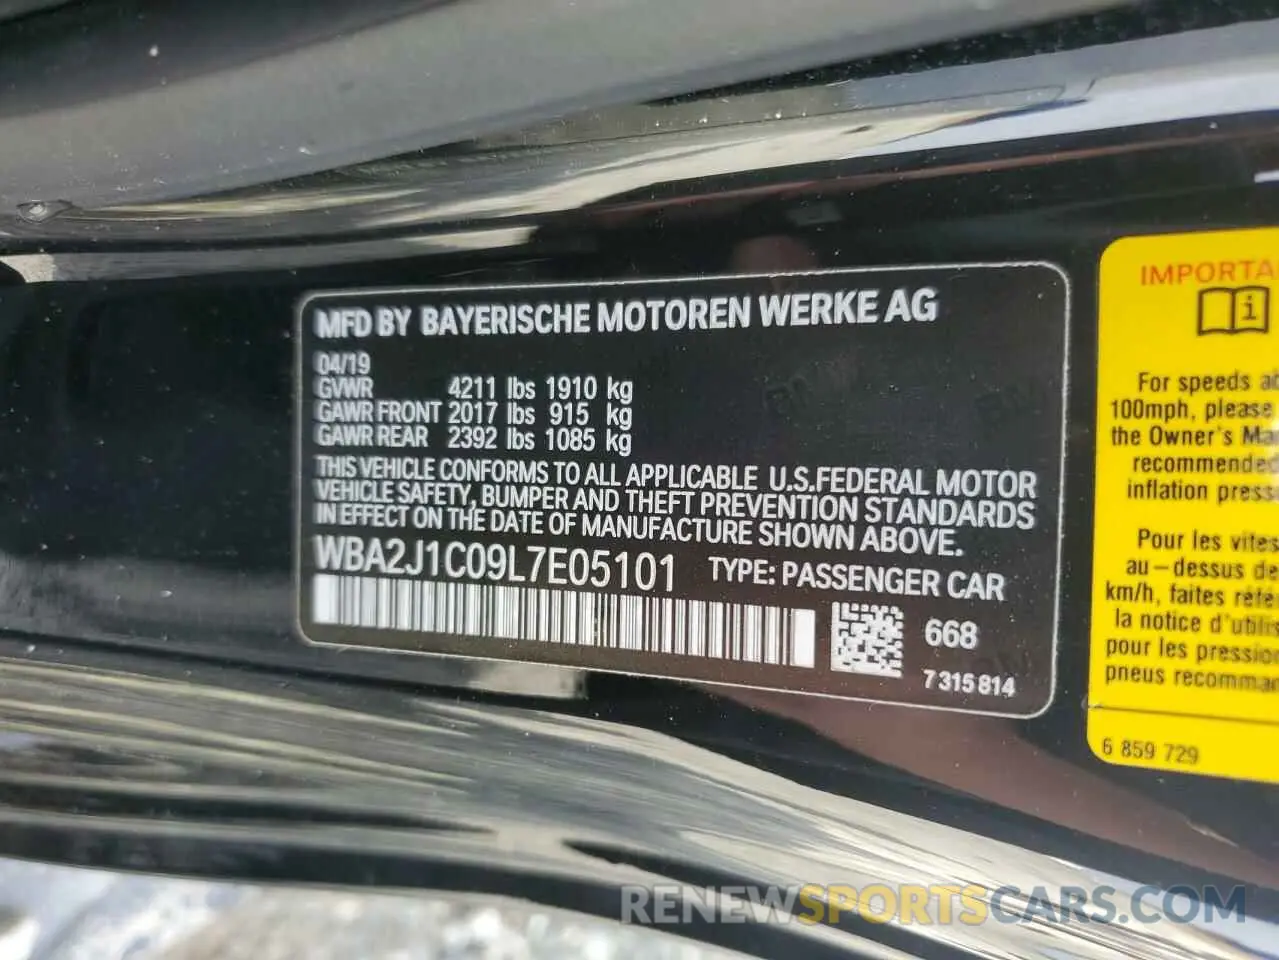 MFD BY BAYERISCHE MOTOREN WERKE AG
04/19
GVWR 4211 lbs 1910 kg
GAWR FRONT 2017 lbs 915 kg
GAWR REAR 2392 lbs 1085 kg
THIS VEHICLE CONFORMS TO ALL APPLICABLE U.S.FEDERAL MOTOR
VEHICLE SAFETY, BUMPER AND THEFT PREVENTION STANDARDS
IN EFFECT ON THE DATE OF MANUFACTURE SHOWN ABOVE.
WBA2J1C09L7E05101 TYPE: PASSENGER CAR
668
7 315 814
IMPORTA
i
For speeds
100mph, please
the Owner's Ma
recommended
inflation press
Pour les vites
au-dessus de
km/h, faites réfé
la notice d'utilis
pour les pression
pneus recomman
6 859 729
RENEWSPORTSCARS.COM